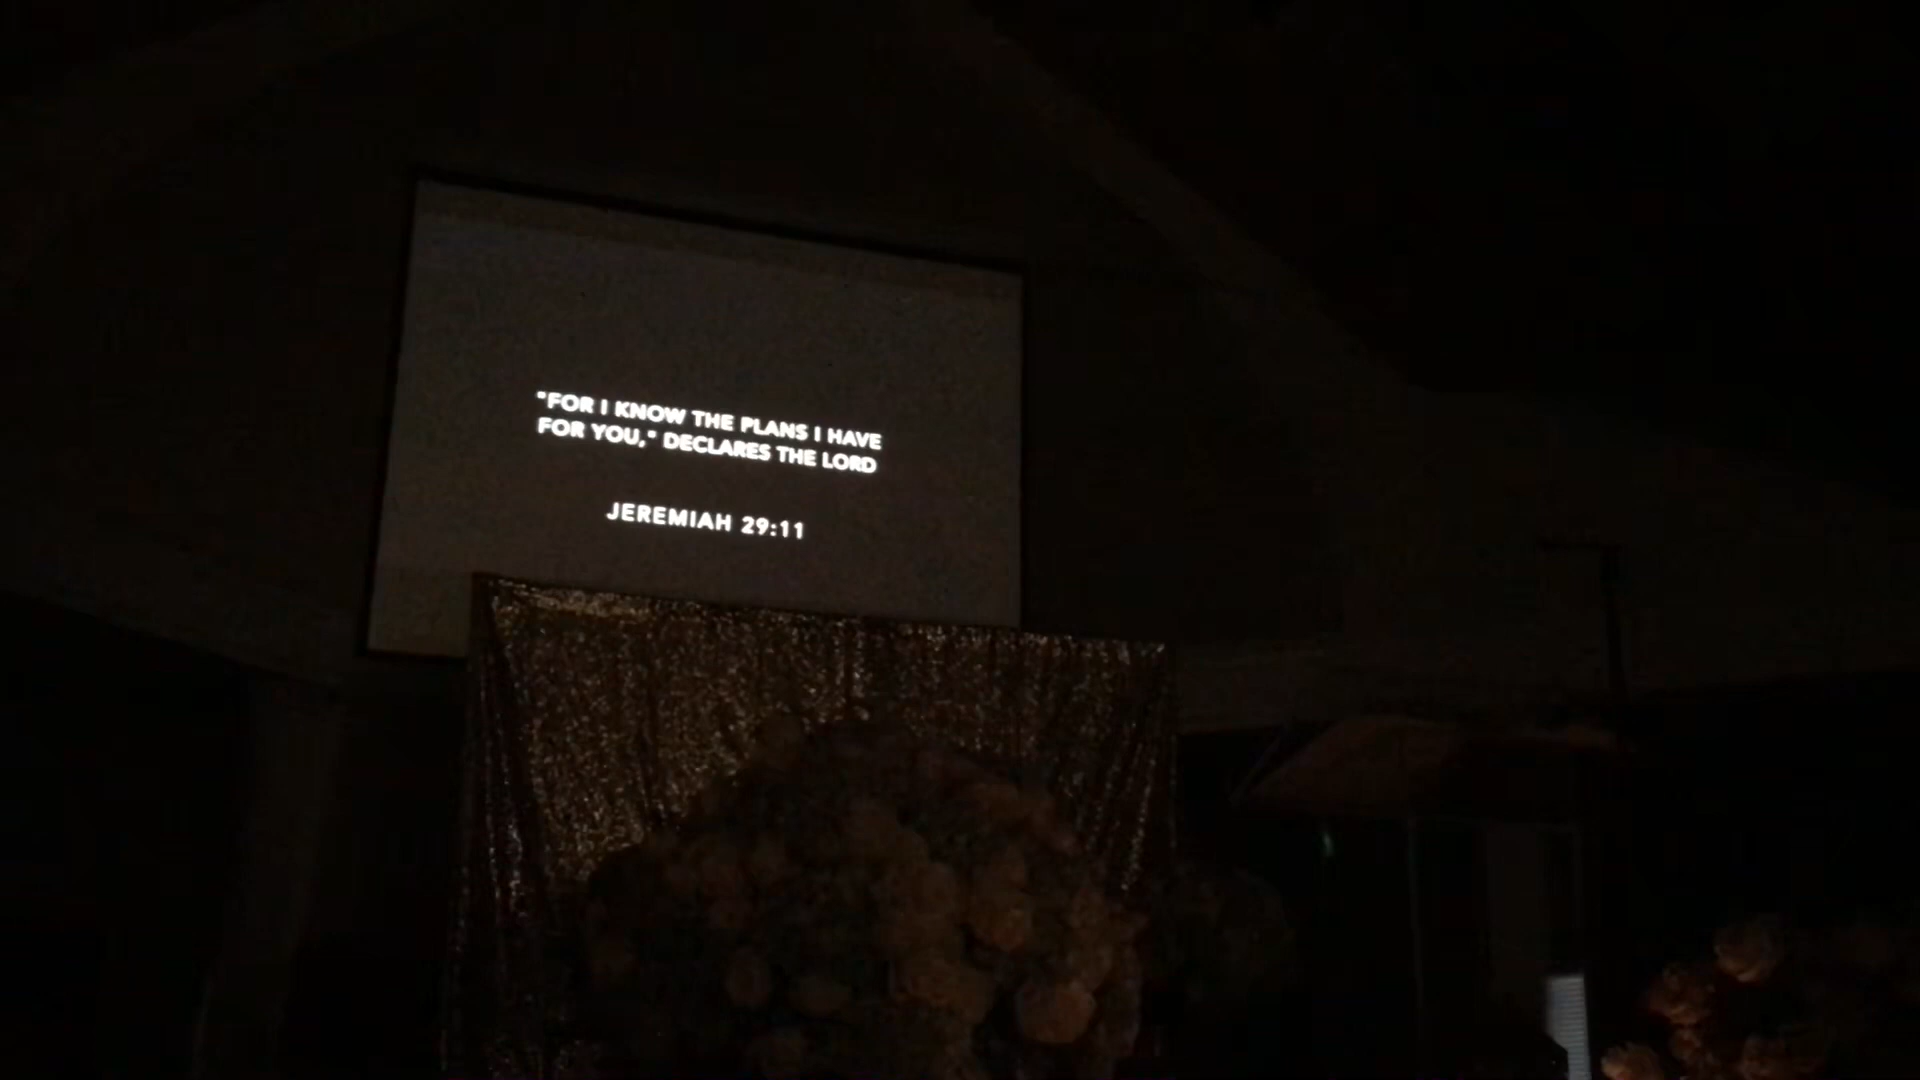 "FOR I KNOW THE PLANS I HAVE
FOR YOU," DECLARES THE LORD
JEREMIAH 29:11